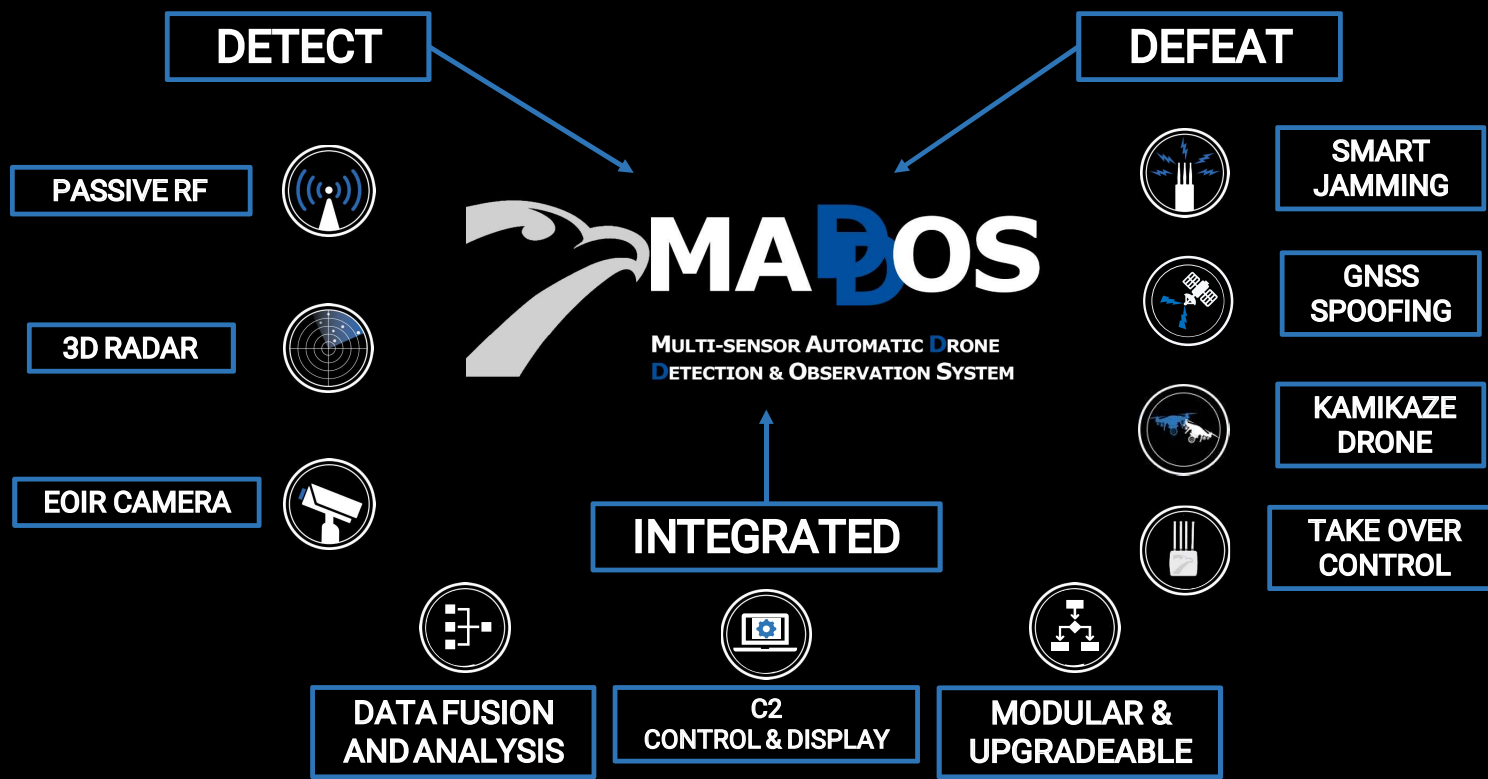 DETECT
DEFEAT
PASSIVE RF
3D RADAR
EOIR CAMERA
MADDOS
MULTI-SENSOR AUTOMATIC DRONE
DETECTION & OBSERVATION SYSTEM
SMART
JAMMING
GNSS
SPOOFING
KAMIKAZE
DRONE
TAKE OVER
CONTROL
INTEGRATED
DATA FUSION
AND ANALYSIS
C2
CONTROL & DISPLAY
MODULAR &
UPGRADEABLE